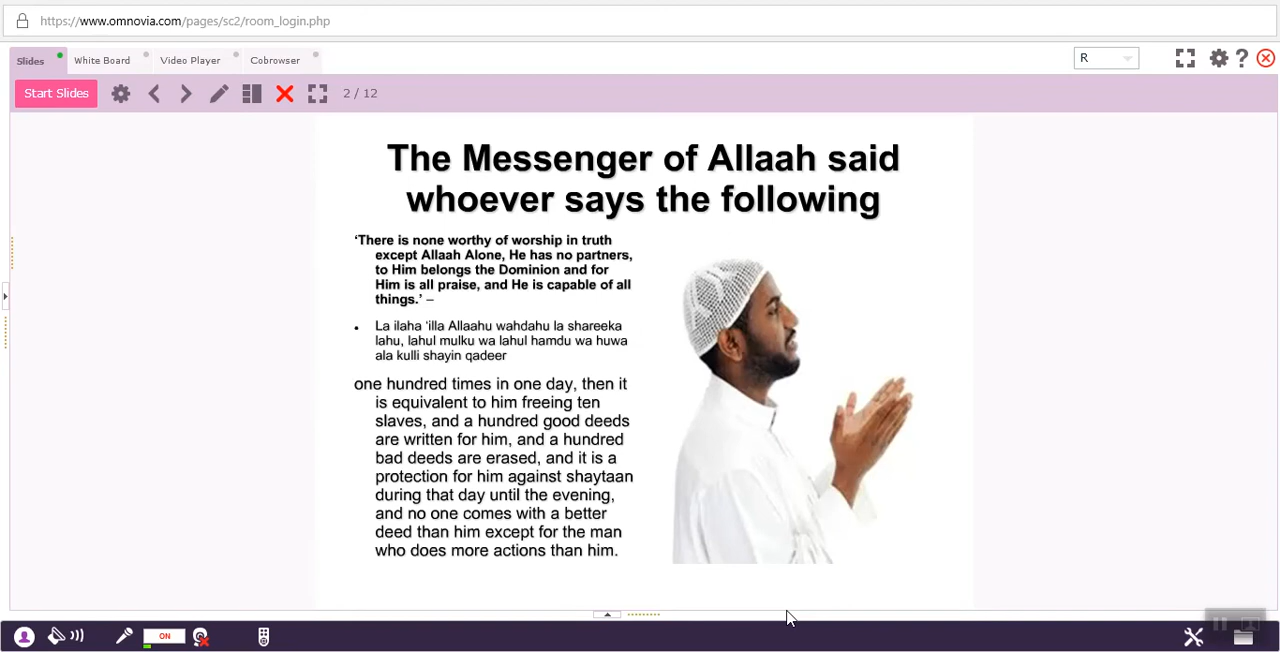 https://www.omnovia.com/pages/sc2/room_login.php
Slides
White Board
Video Player
Cobrowser
R
?
Start Slides
2 / 12
The Messenger of Allaah said
whoever says the following
‘There is none worthy of worship in truth
except Allaah Alone, He has no partners,
to Him belongs the Dominion and for
Him is all praise, and He is capable of all
things.’ –
• La ilaha ‘illa Allaahu wahdahu la shareeka
lahu, lahul mulku wa lahul hamdu wa huwa
ala kulli shayin qadeer
one hundred times in one day, then it
is equivalent to him freeing ten
slaves, and a hundred good deeds
are written for him, and a hundred
bad deeds are erased, and it is a
protection for him against shaytaan
during that day until the evening,
and no one comes with a better
deed than him except for the man
who does more actions than him.
ON